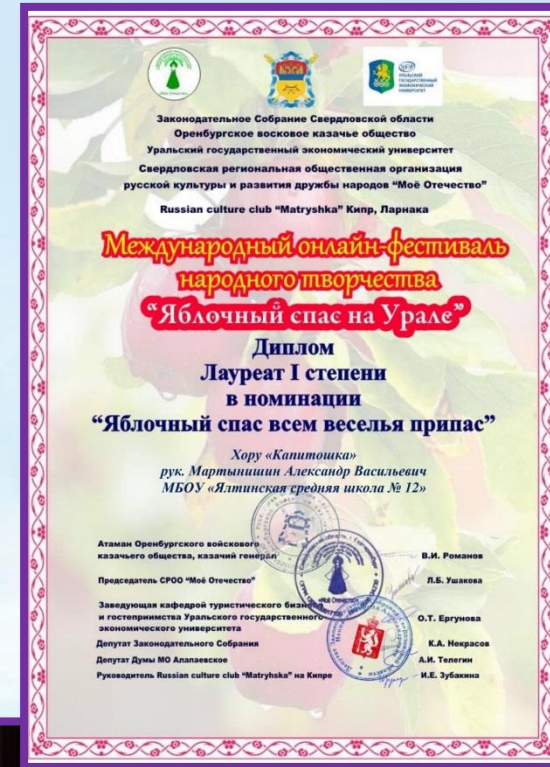 УРАЛЬСКИЙ
ГОСУДАРСТВЕННЫЙ
ЭКОНОМИЧЕСКИЙ
УНИВЕРСИТЕТ
Законодательное Собрание Свердловской области
Оренбургское восковое казачье общество
Уральский государственный экономический университет
Свердловская региональная общественная организация
русской культуры и развития дружбы народов “Моё Отечество”
Russian culture club “Matryshka” Кипр, Ларнака
Международный онлайн-фестиваль
народного творчества
“Яблочный спас на Урале”
Диплом
Лауреат I степени
в номинации
“Яблочный спас всем веселья припас”
Хору «Капитошка»
рук. Мартынишин Александр Васильевич
МБОУ «Ялтинская средняя школа № 12»
Атаман Оренбургского войскового
казачьего общества, казачий генерал В.И. Романов
Председатель СРОО “Моё Отечество” Л.Б. Ушакова
Заведующая кафедрой туристического бизнеса
и гостеприимства Уральского государственного
экономического университета О.Т. Ергунова
Депутат Законодательного Собрания К.А. Некрасов
Депутат Думы МО Алапаевское А.И. Телегин
Руководитель Russian culture club “Matryhska” на Кипре И.Е. Зубакина